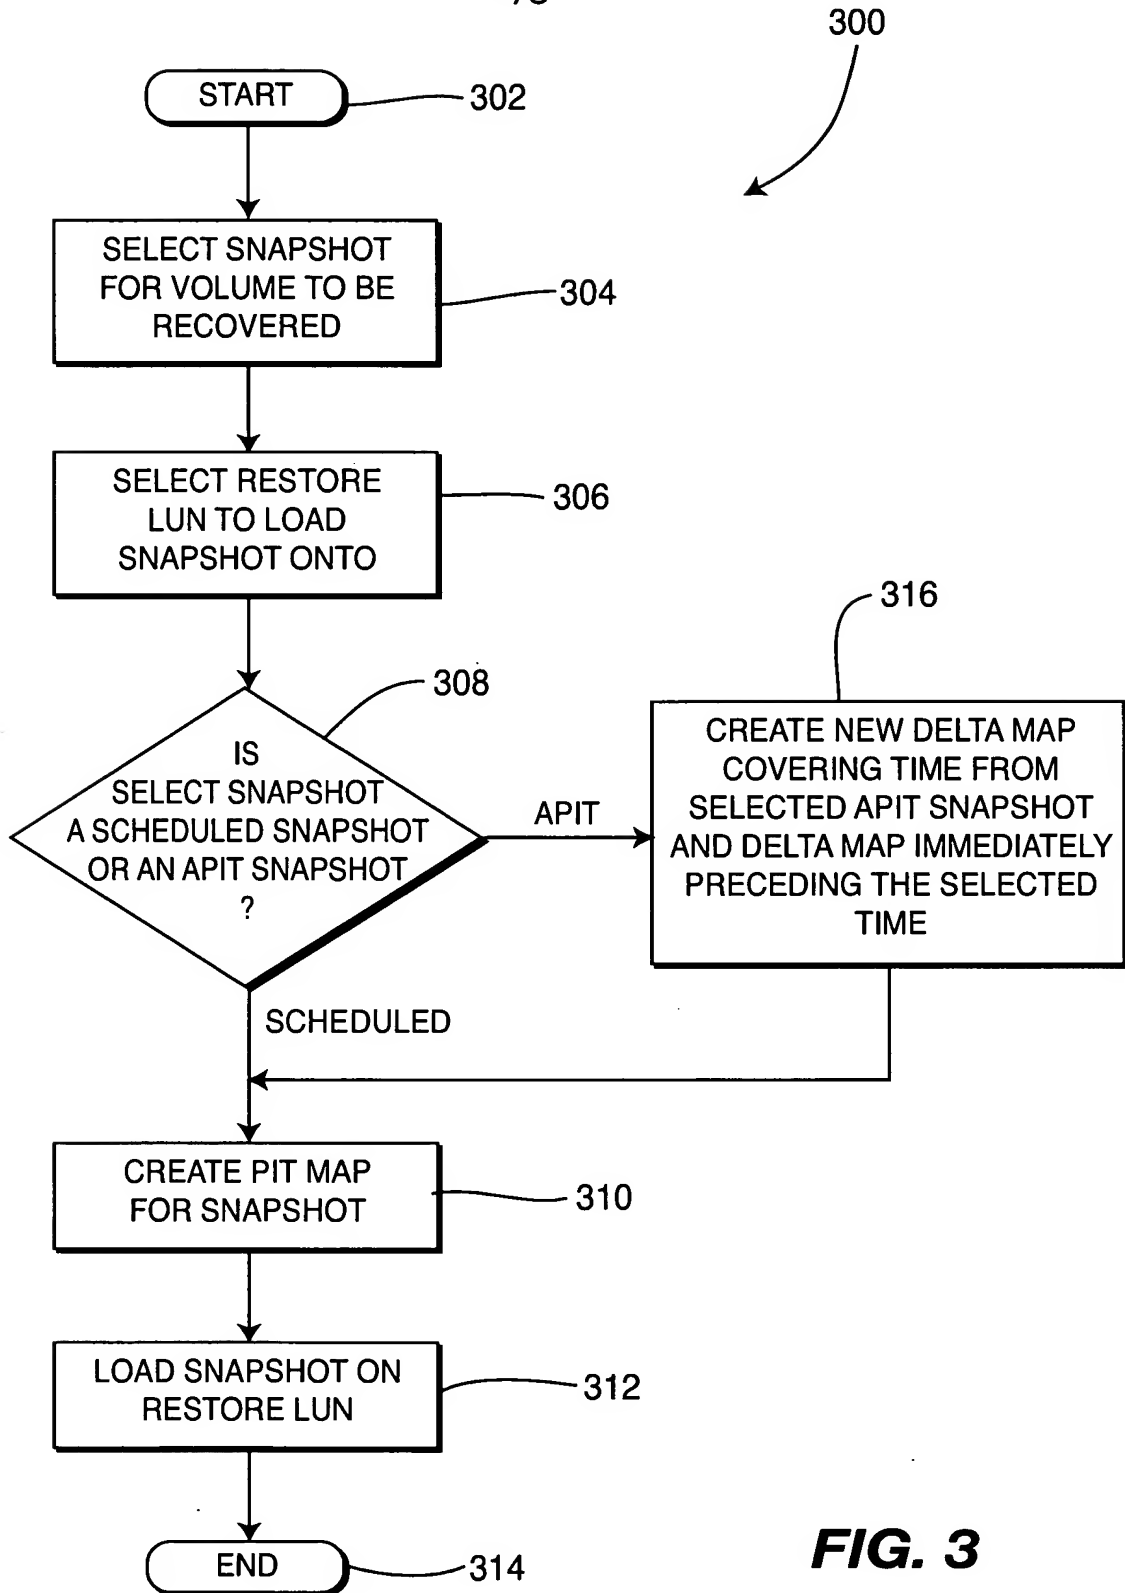 300
START
302
SELECT SNAPSHOT
FOR VOLUME TO BE
RECOVERED
304
SELECT RESTORE
LUN TO LOAD
SNAPSHOT ONTO
306
308
IS
SELECT SNAPSHOT
A SCHEDULED SNAPSHOT
OR AN APIT SNAPSHOT
?
APIT
316
CREATE NEW DELTA MAP
COVERING TIME FROM
SELECTED APIT SNAPSHOT
AND DELTA MAP IMMEDIATELY
PRECEDING THE SELECTED
TIME
SCHEDULED
CREATE PIT MAP
FOR SNAPSHOT
310
LOAD SNAPSHOT ON
RESTORE LUN
312
END
314
FIG. 3